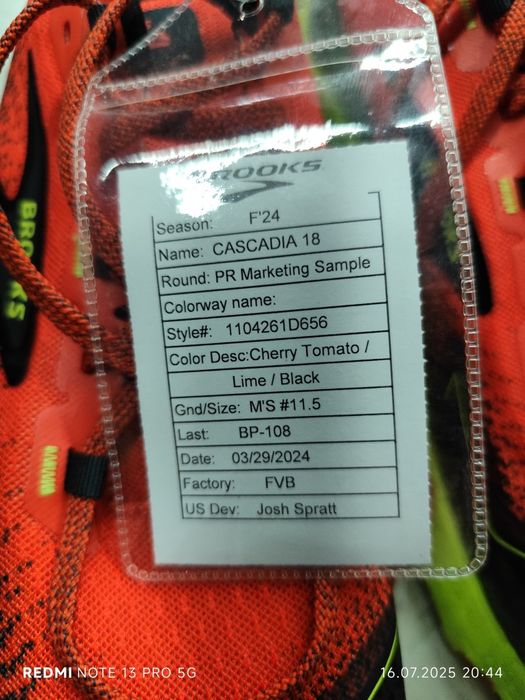 BROOKS
BROOKS
Season: F'24
Name: CASCADIA 18
Round: PR Marketing Sample
Colorway name:
Style#: 1104261D656
Color Desc:Cherry Tomato /
Lime / Black
Gnd/Size: M'S #11.5
Last: BP-108
Date: 03/29/2024
Factory: FVB
US Dev: Josh Spratt
REDMI NOTE 13 PRO 5G
16.07.2025 20:44